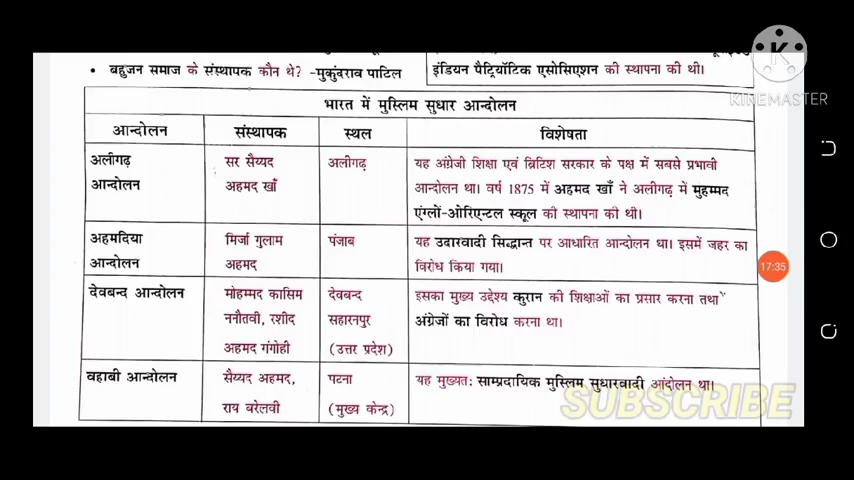 बहुजन समाज के संस्थापक कौन थे? -मुकुंदराव पाटिल
इंडियन पैट्रियॉटिक एसोसिएशन की स्थापना की थी।
भारत में मुस्लिम सुधार आन्दोलन
आन्दोलन संस्थापक स्थल विशेषता
अलीगढ़ सर सैय्यद अलीगढ़ यह अंग्रेजी शिक्षा एवं ब्रिटिश सरकार के पक्ष में सबसे प्रभावी
आन्दोलन अहमद खाँ आन्दोलन था। वर्ष 1875 में अहमद खाँ ने अलीगढ़ में मुहम्मद
एंग्लों-ओरिएन्टल स्कूल की स्थापना की थी।
अहमदिया मिर्जा गुलाम पंजाब यह उदारवादी सिद्धान्त पर आधारित आन्दोलन था। इसमें जहर का
आन्दोलन अहमद विरोध किया गया।
देवबन्द आन्दोलन मोहम्मद कासिम देवबन्द इसका मुख्य उद्देश्य कुरान की शिक्षाओं का प्रसार करना तथा
ननौतवी, रशीद सहारनपुर अंग्रेजों का विरोध करना था।
अहमद गंगोही (उत्तर प्रदेश)
वहाबी आन्दोलन सैय्यद अहमद, पटना यह मुख्यतः साम्प्रदायिक मुस्लिम सुधारवादी आंदोलन था।
राय बरेलवी (मुख्य केन्द्र)
KINEMASTER
17:35
SUBSCRIBE